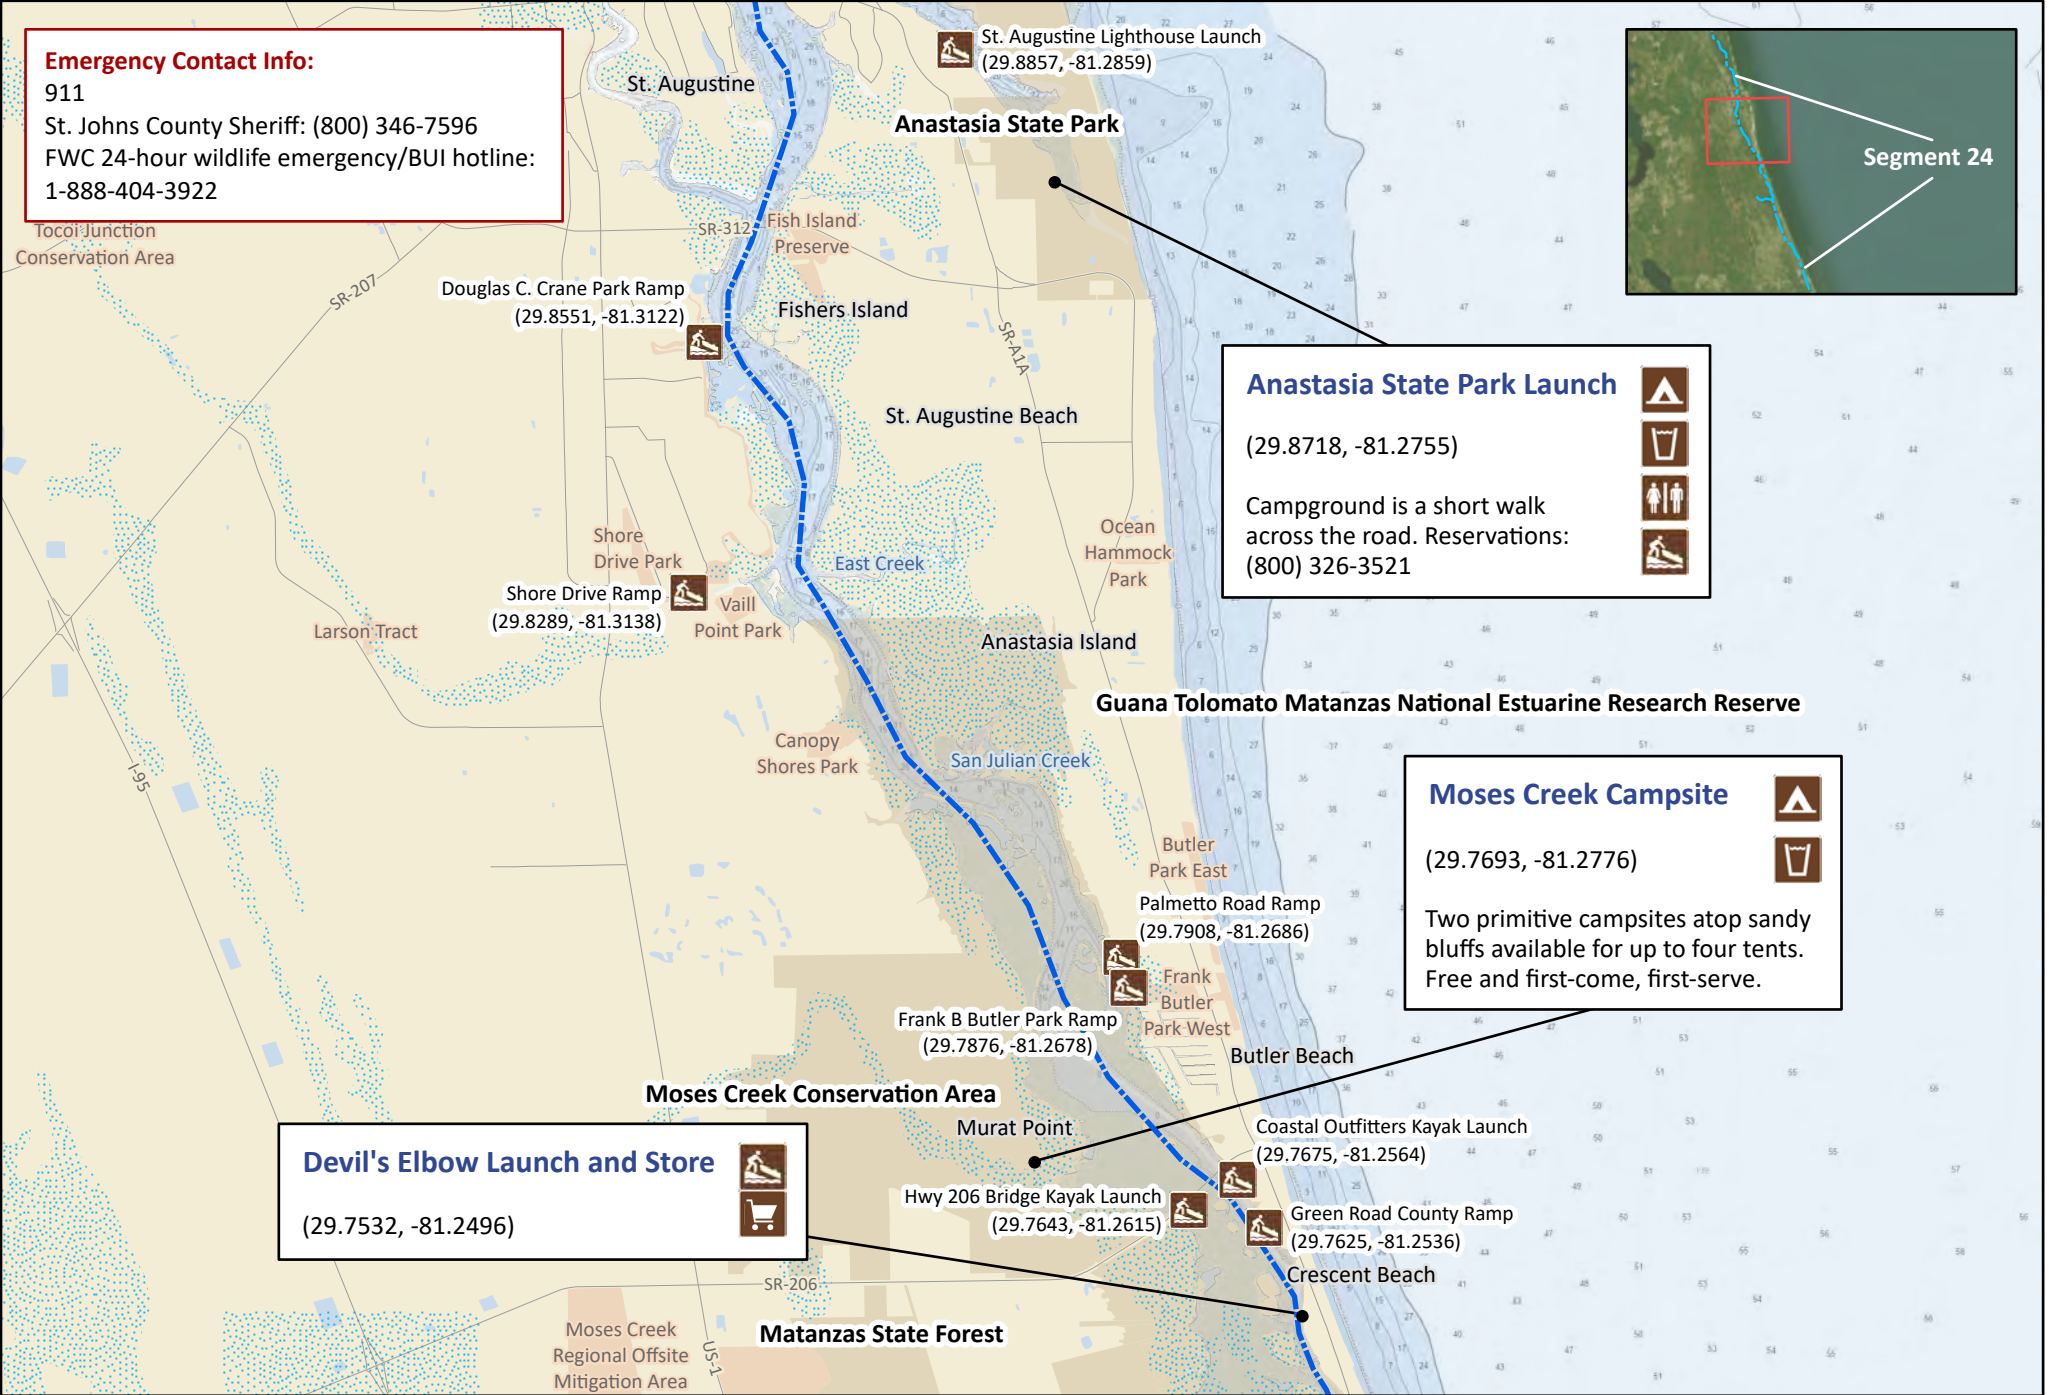 Emergency Contact Info:
911
St. Johns County Sheriff: (800) 346-7596
FWC 24-hour wildlife emergency/BUI hotline:
1-888-404-3922
St. Augustine Lighthouse Launch
(29.8857, -81.2859)
St. Augustine
Anastasia State Park
Segment 24
Tocoi Junction
Conservation Area
SR-207
SR-312
Fish Island
Preserve
Douglas C. Crane Park Ramp
(29.8551, -81.3122)
Fishers Island
SR-A1A
St. Augustine Beach
Anastasia State Park Launch
(29.8718, -81.2755)
Campground is a short walk
across the road. Reservations:
(800) 326-3521
Shore
Drive Park
East Creek
Ocean
Hammock
Park
Shore Drive Ramp
(29.8289, -81.3138)
Vaill
Point Park
Larson Tract
Anastasia Island
Guana Tolomato Matanzas National Estuarine Research Reserve
Canopy
Shores Park
San Julian Creek
I-95
Moses Creek Campsite
(29.7693, -81.2776)
Two primitive campsites atop sandy
bluffs available for up to four tents.
Free and first-come, first-serve.
Butler
Park East
Palmetto Road Ramp
(29.7908, -81.2686)
Frank
Butler
Park West
Frank B Butler Park Ramp
(29.7876, -81.2678)
Butler Beach
Moses Creek Conservation Area
Murat Point
Coastal Outfitters Kayak Launch
(29.7675, -81.2564)
Devil's Elbow Launch and Store
(29.7532, -81.2496)
Hwy 206 Bridge Kayak Launch
(29.7643, -81.2615)
Green Road County Ramp
(29.7625, -81.2536)
Crescent Beach
SR-206
Matanzas State Forest
Moses Creek
Regional Offsite
Mitigation Area
US-1